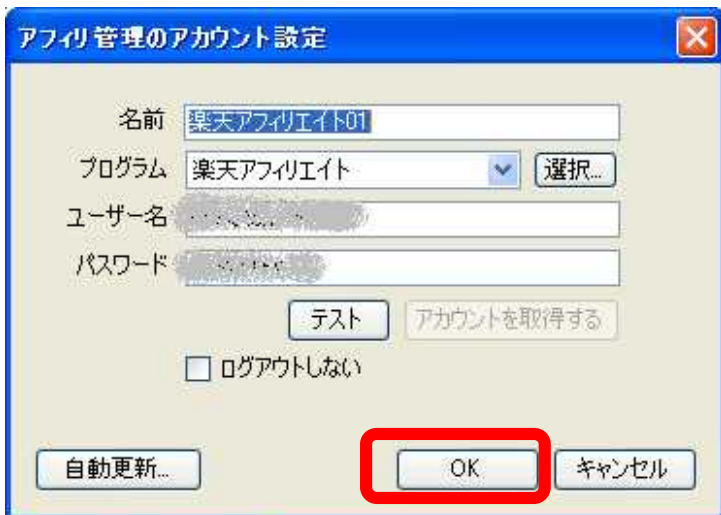 アフィリ管理のアカウント設定
名前 楽天アフィリエイト01
プログラム 楽天アフィリエイト 選択...
ユーザー名
パスワード
テスト アカウントを取得する
ログアウトしない
自動更新... OK キャンセル